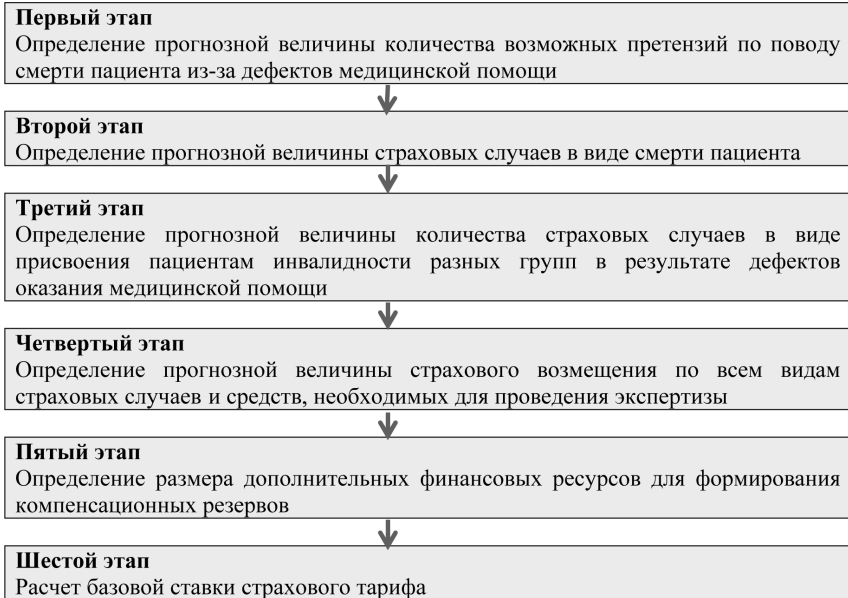 Первый этап
Определение прогнозной величины количества возможных претензий по поводу
смерти пациента из-за дефектов медицинской помощи
Второй этап
Определение прогнозной величины страховых случаев в виде смерти пациента
Третий этап
Определение прогнозной величины количества страховых случаев в виде
присвоения пациентам инвалидности разных групп в результате дефектов
оказания медицинской помощи
Четвертый этап
Определение прогнозной величины страхового возмещения по всем видам
страховых случаев и средств, необходимых для проведения экспертизы
Пятый этап
Определение размера дополнительных финансовых ресурсов для формирования
компенсационных резервов
Шестой этап
Расчет базовой ставки страхового тарифа